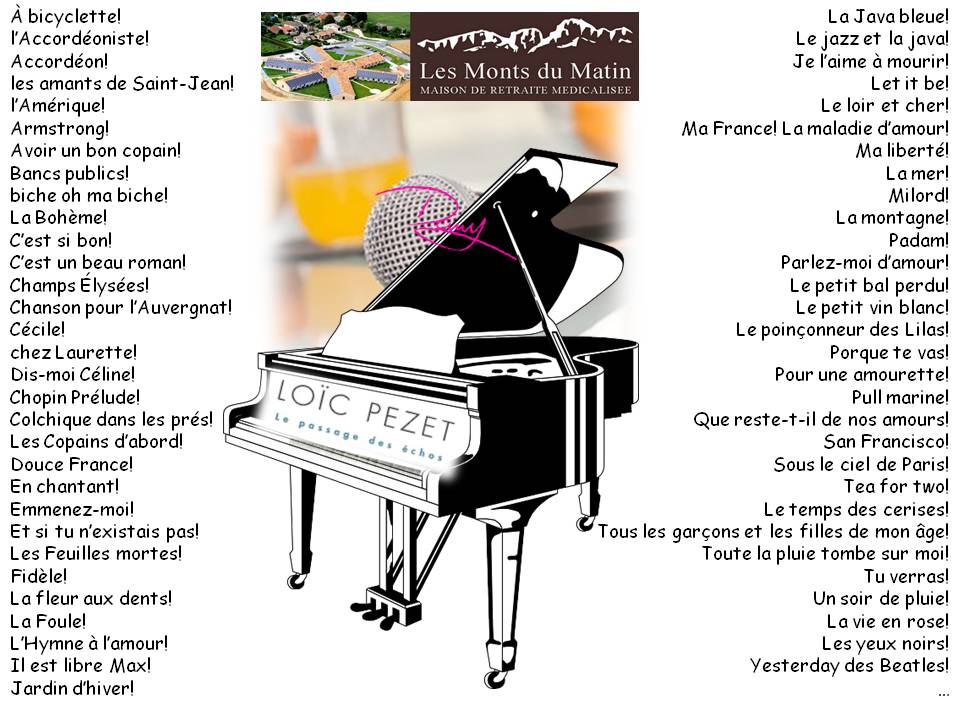 À bicyclette!
l'Accordéoniste!
Accordéon!
les amants de Saint-Jean!
l'Amérique!
Armstrong!
Avoir un bon copain!
Bancs publics!
biche oh ma biche!
La Bohème!
C'est si bon!
C'est un beau roman!
Champs Élysées!
Chanson pour l'Auvergnat!
Cécile!
chez Laurette!
Dis-moi Céline!
Chopin Prélude!
Colchique dans les prés!
Les Copains d'abord!
Douce France!
En chantant!
Emmenez-moi!
Et si tu n'existais pas!
Les Feuilles mortes!
Fidèle!
La fleur aux dents!
La Foule!
L'Hymne à l'amour!
Il est libre Max!
Jardin d'hiver!
Les Monts du Matin
MAISON DE RETRAITE MEDICALISEE
Rémy
LOÏC PEZET
Le passage des échos
La Java bleue!
Le jazz et la java!
Je l'aime à mourir!
Let it be!
Le loir et cher!
Ma France! La maladie d'amour!
Ma liberté!
La mer!
Milord!
La montagne!
Padam!
Parlez-moi d'amour!
Le petit bal perdu!
Le petit vin blanc!
Le poinçonneur des Lilas!
Porque te vas!
Pour une amourette!
Pull marine!
Que reste-t-il de nos amours!
San Francisco!
Sous le ciel de Paris!
Tea for two!
Le temps des cerises!
Tous les garçons et les filles de mon âge!
Toute la pluie tombe sur moi!
Tu verras!
Un soir de pluie!
La vie en rose!
Les yeux noirs!
Yesterday des Beatles!
...